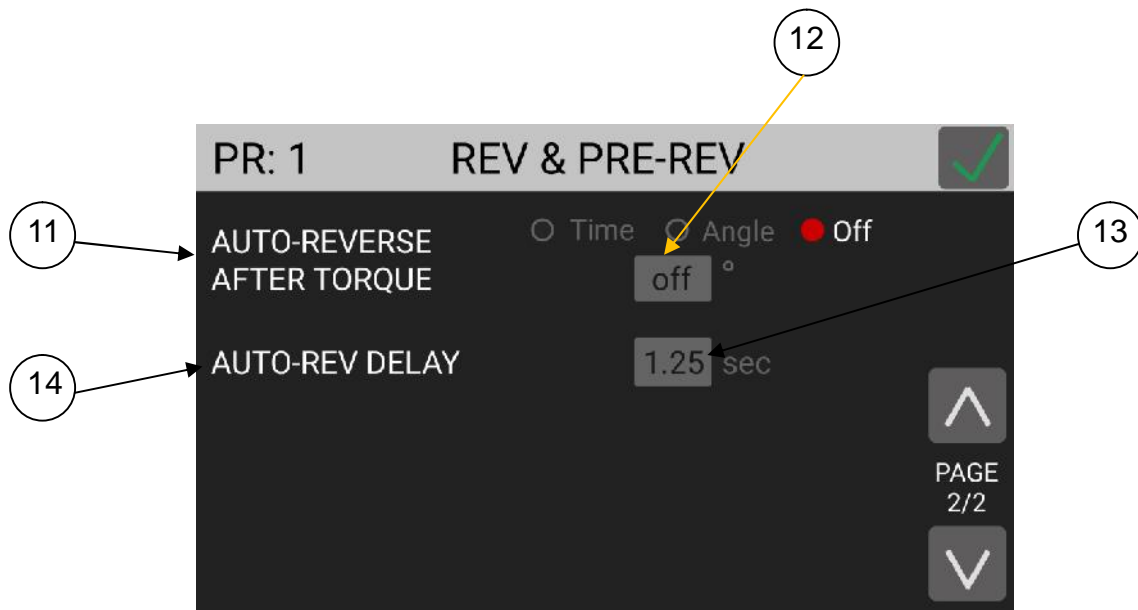 12
PR: 1 REV & PRE-REV
11
13
AUTO-REVERSE
AFTER TORQUE
Time Angle Off
off °
14
AUTO-REV DELAY
1.25 sec
PAGE
2/2